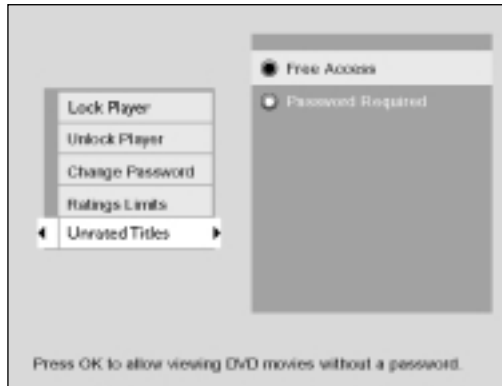 Lock Player
Unlock Player
Change Password
Ratings Limits
Unrated Titles
Free Access
Password Required
Press OK to allow viewing DVD movies without a password.